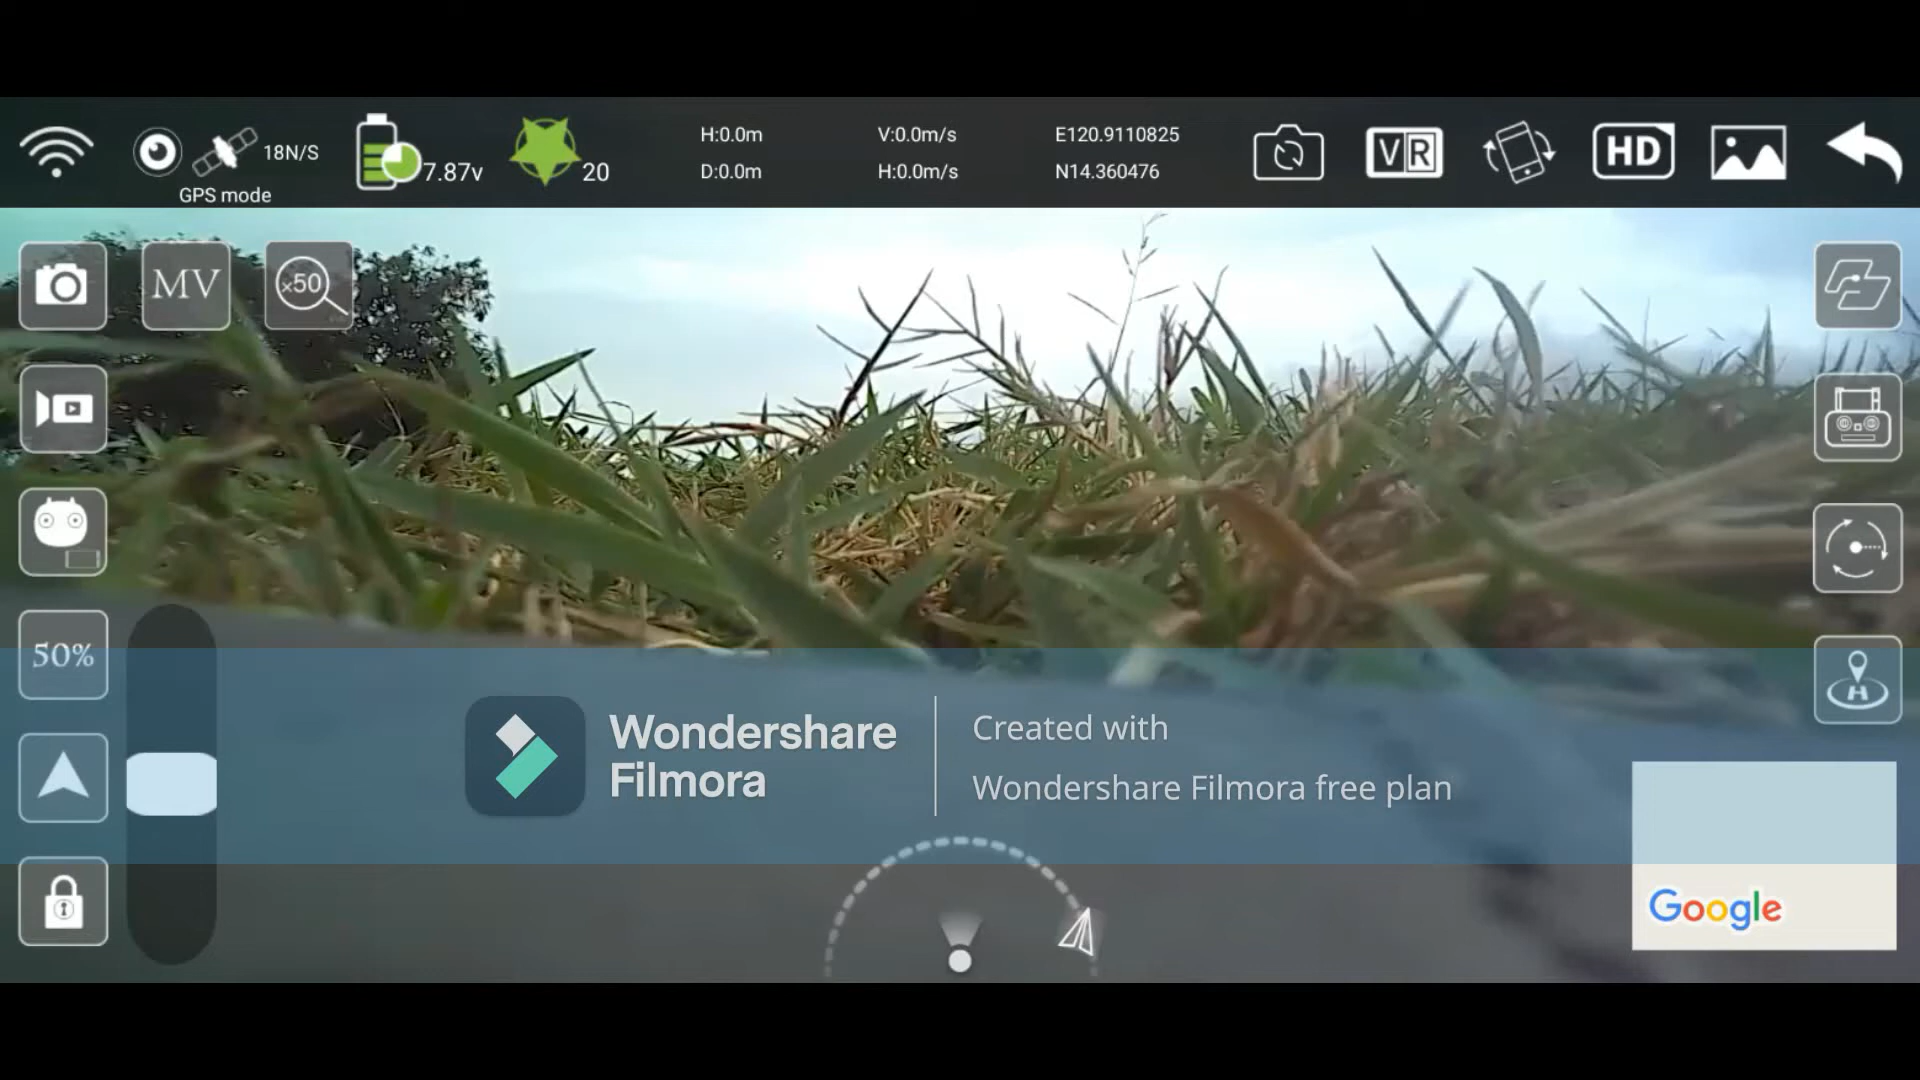 18N/S
GPS mode
7.87v
20
H:0.0m
D:0.0m
V:0.0m/s
H:0.0m/s
E120.9110825
N14.360476
VR
HD
MV
x50
H
50%
Wondershare
Filmora
Created with
Wondershare Filmora free plan
Google